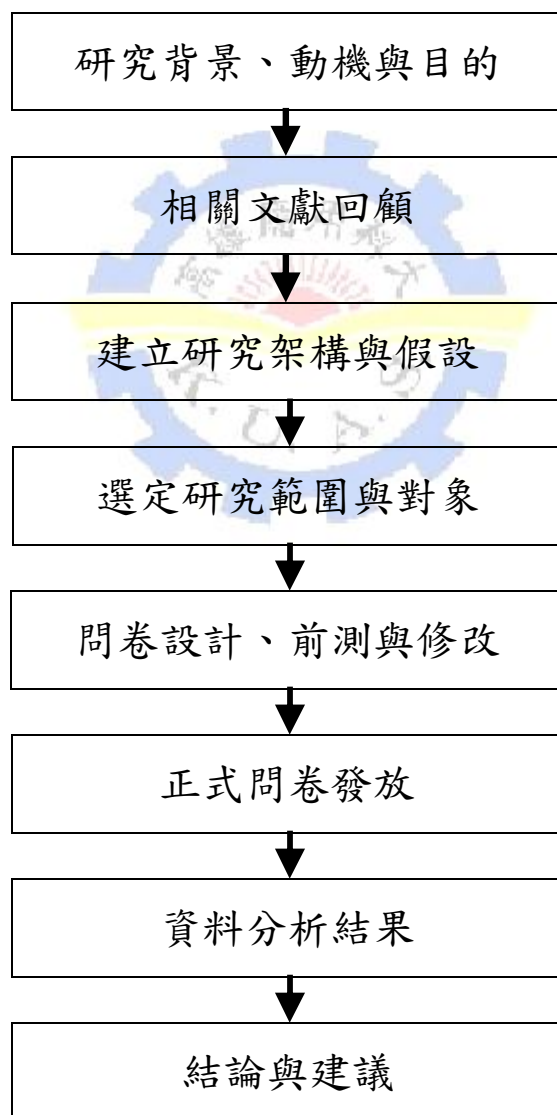 研究背景、動機與目的
相關文獻回顧
建立研究架構與假設
選定研究範圍與對象
問卷設計、前測與修改
正式問卷發放
資料分析結果
結論與建議